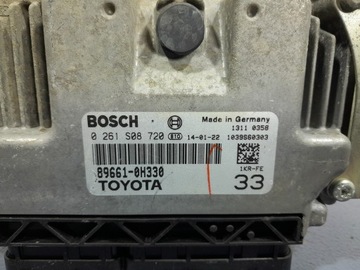 BOSCH Made in Germany
1311 0358
0 261 S08 720 E10 14-01-22 1039S60303
89661-0H330
TOYOTA
1KR-FE
33